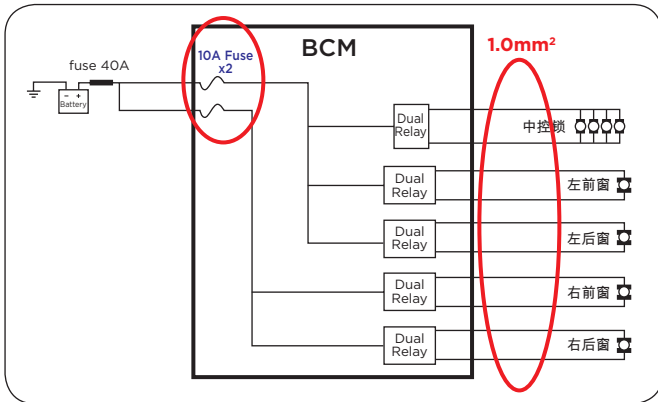 BCM
1.0mm²
10A Fuse
x2
fuse 40A
- +
Battery
Dual
Relay
中控锁
Dual
Relay
左前窗
Dual
Relay
左后窗
Dual
Relay
右前窗
Dual
Relay
右后窗